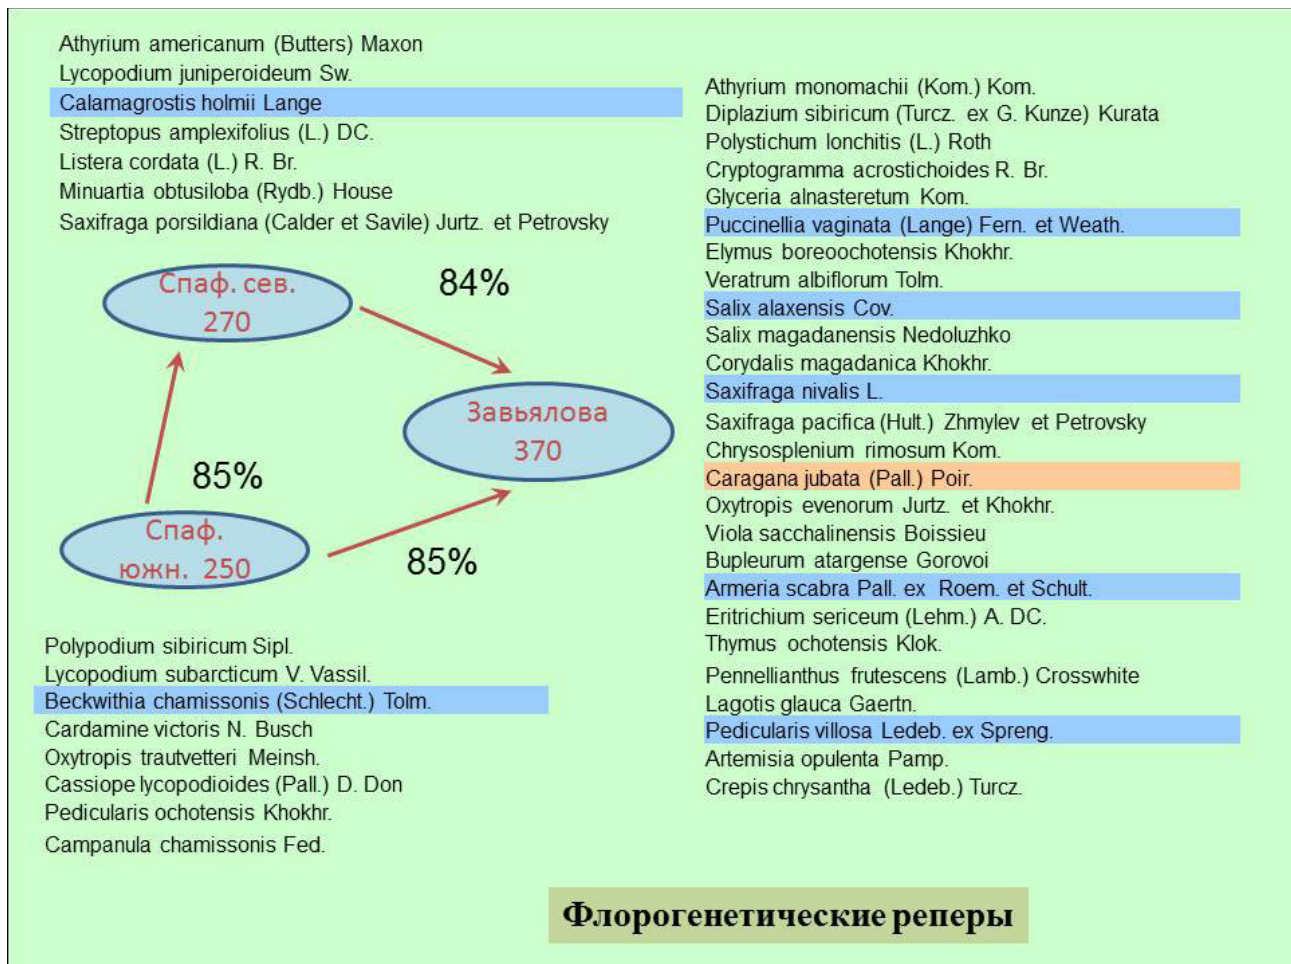 Athyrium americanum (Butters) Maxon
Lycopodium juniperoideum Sw.
Calamagrostis holmii Lange
Streptopus amplexifolius (L.) DC.
Listera cordata (L.) R. Br.
Minuartia obtusiloba (Rydb.) House
Saxifraga porsildiana (Calder et Savile) Jurtz. et Petrovsky
Спаф. сев.
270
84%
Завьялова
370
85%
Спаф.
южн. 250
85%
Polypodium sibiricum Sipl.
Lycopodium subarcticum V. Vassil.
Beckwithia chamissonis (Schlecht.) Tolm.
Cardamine victoris N. Busch
Oxytropis trautvetteri Meinsh.
Cassiope lycopodioides (Pall.) D. Don
Pedicularis ochotensis Khokhr.
Campanula chamissonis Fed.
Athyrium monomachii (Kom.) Kom.
Diplazium sibiricum (Turcz. ex G. Kunze) Kurata
Polystichum lonchitis (L.) Roth
Cryptogramma acrostichoides R. Br.
Glyceria alnasteretum Kom.
Puccinellia vaginata (Lange) Fern. et Weath.
Elymus boreoochotensis Khokhr.
Veratrum albiflorum Tolm.
Salix alaxensis Cov.
Salix magadanensis Nedoluzhko
Corydalis magadanica Khokhr.
Saxifraga nivalis L.
Saxifraga pacifica (Hult.) Zhmylev et Petrovsky
Chrysosplenium rimosum Kom.
Caragana jubata (Pall.) Poir.
Oxytropis evenorum Jurtz. et Khokhr.
Viola sacchalinensis Boissieu
Bupleurum atargense Gorovoi
Armeria scabra Pall. ex Roem. et Schult.
Eritrichium sericeum (Lehm.) A. DC.
Thymus ochotensis Klok.
Pennellianthus frutescens (Lamb.) Crosswhite
Lagotis glauca Gaertn.
Pedicularis villosa Ledeb. ex Spreng.
Artemisia opulenta Pamp.
Crepis chrysantha (Ledeb.) Turcz.
Флорогенетические реперы